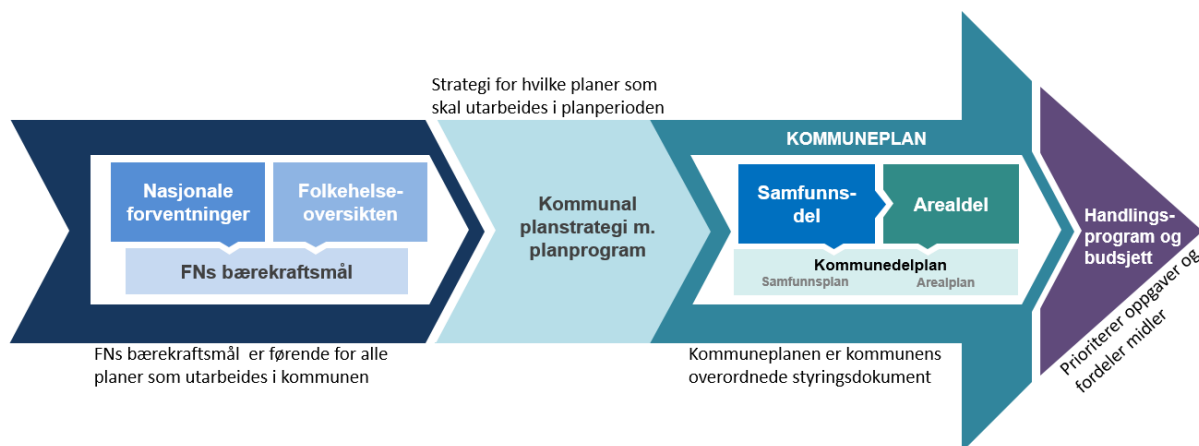 Strategi for hvilke planer som
skal utarbeides i planperioden
Nasjonale
forventninger
Folkehelse-
oversikten
FNs bærekraftsmål
FNs bærekraftsmål  er førende for alle
planer som utarbeides i kommunen
Kommunal
planstrategi m.
planprogram
KOMMUNEPLAN
Samfunns-
del
Arealdel
Kommunedelplan
Samfunnsplan
Arealplan
Kommuneplanen er kommunens
overordnede styringsdokument
Handlings-
program og
budsjett
Prioriterer oppgaver og
fordeler midler